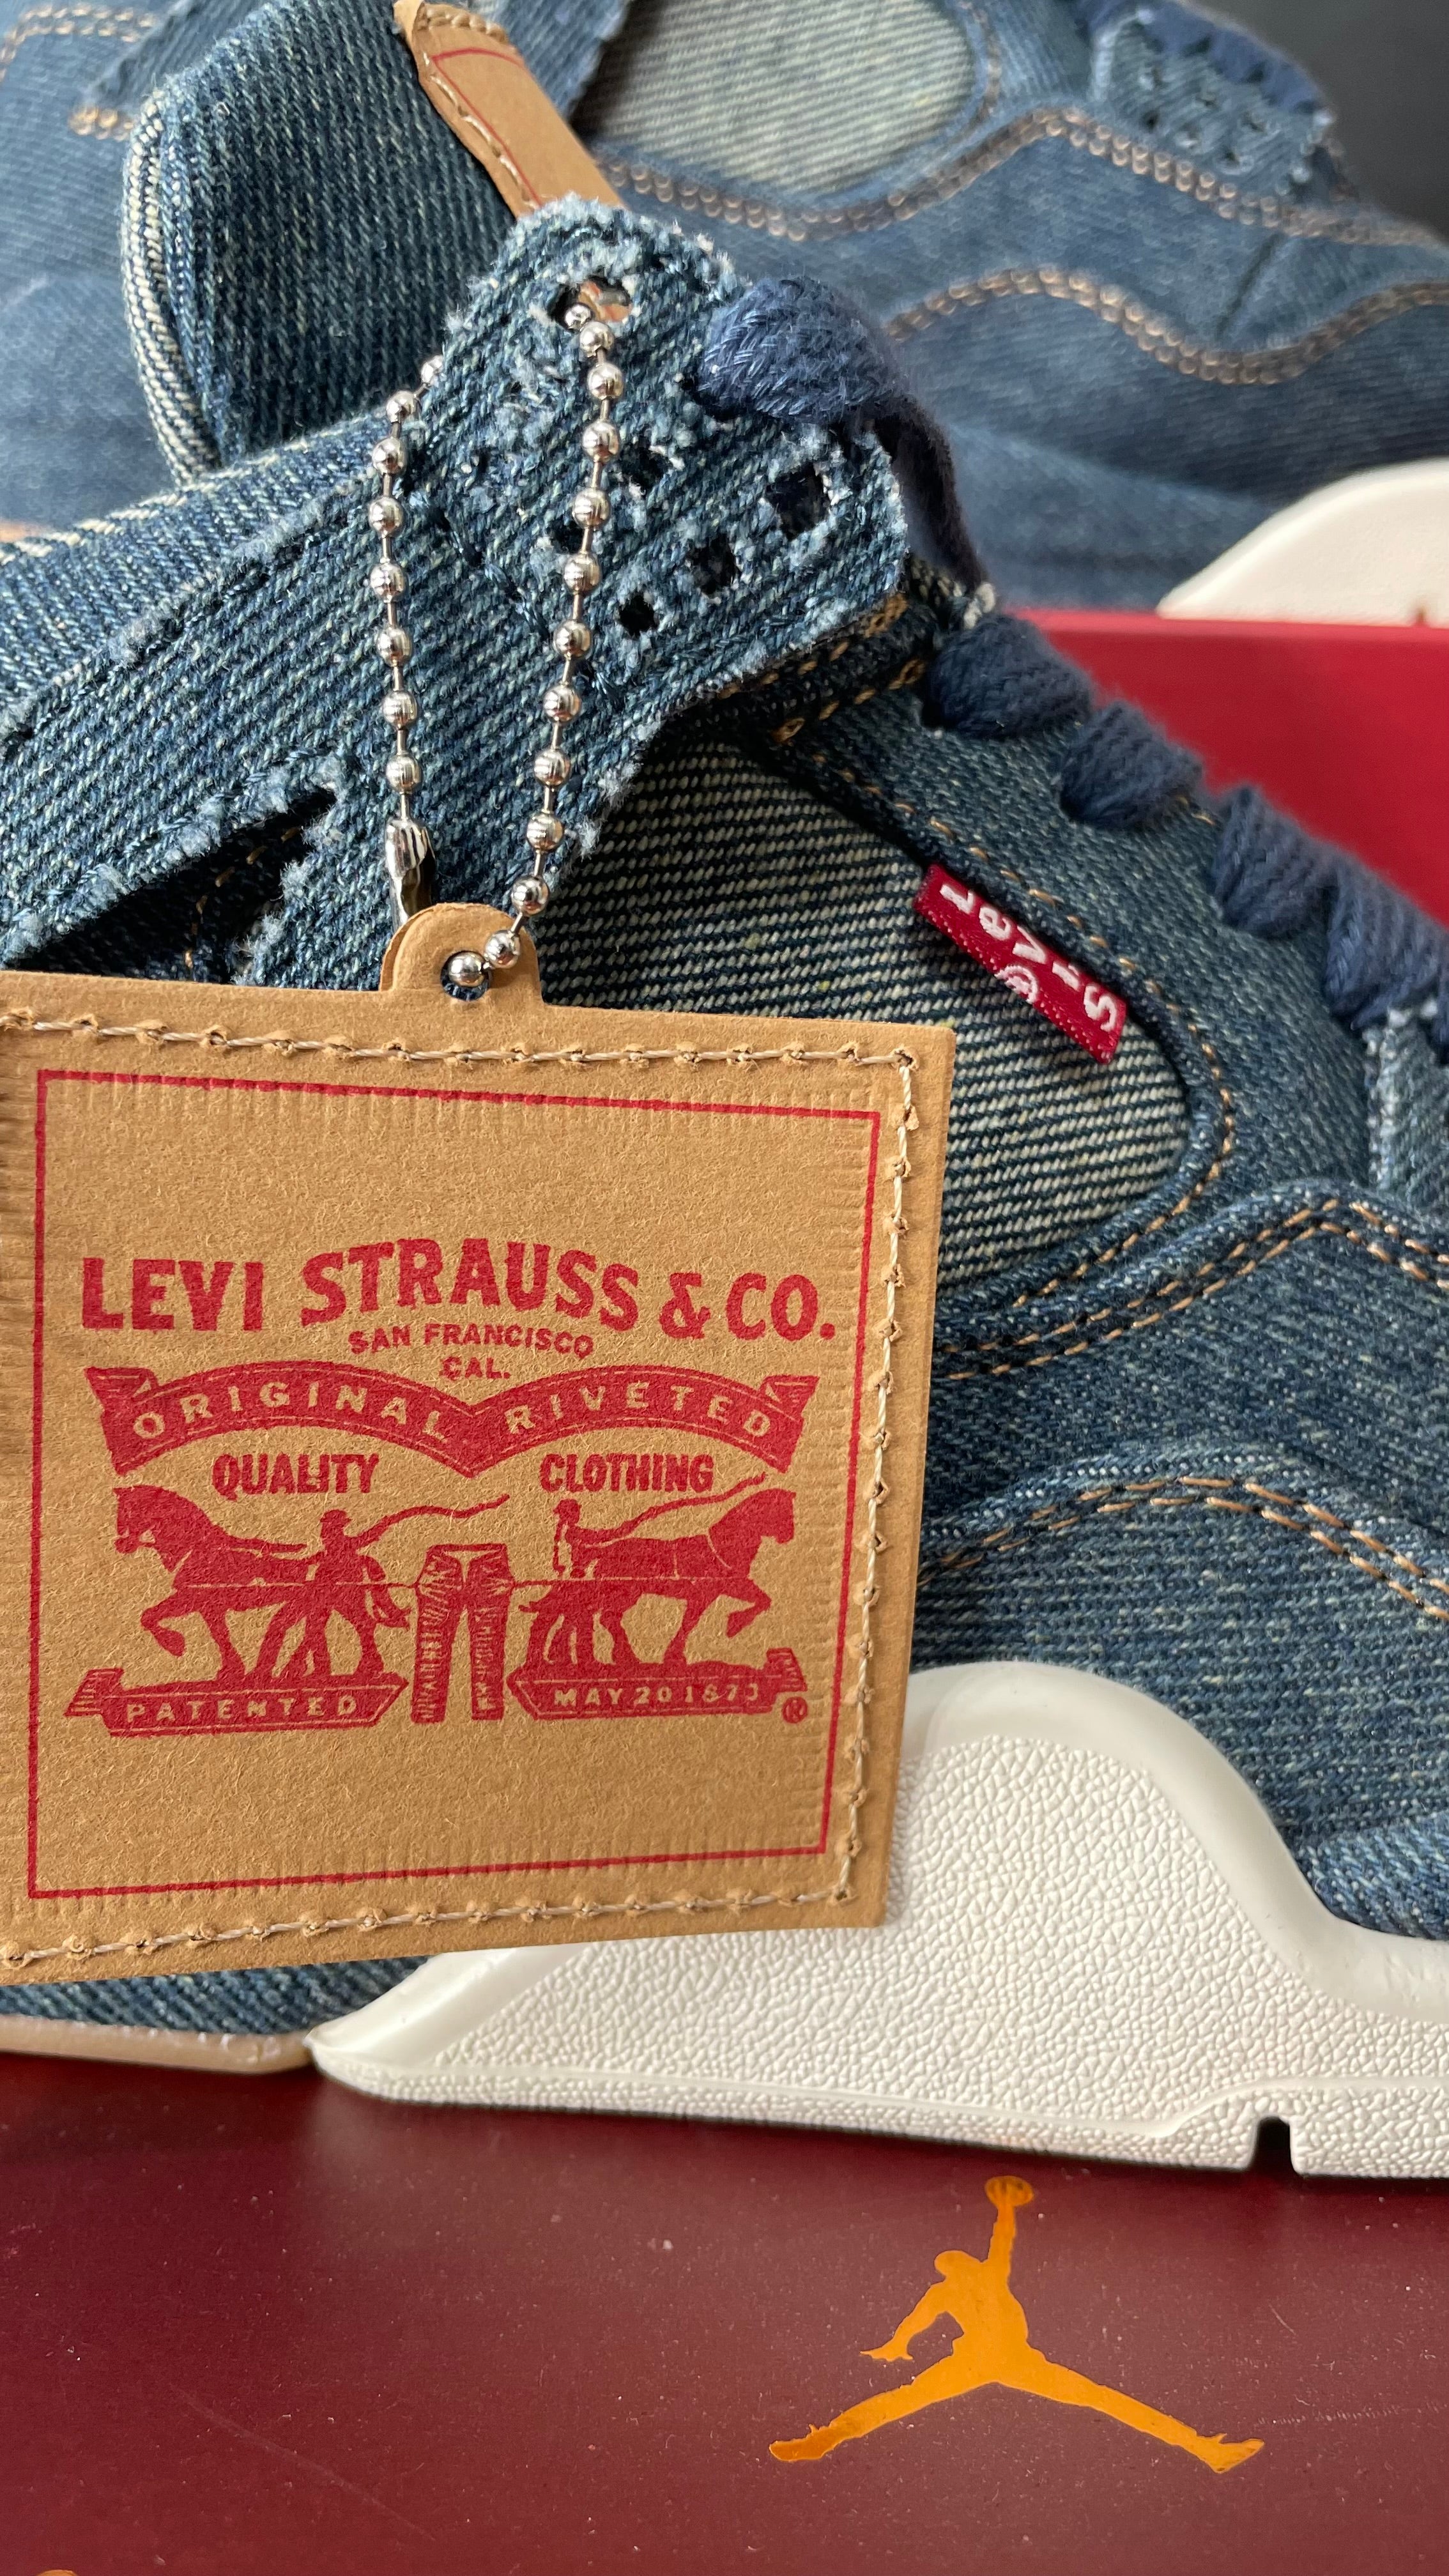 Levi's
®
LEVI STRAUSS & CO.
SAN FRANCISCO
CAL.
ORIGINAL RIVETED
QUALITY CLOTHING
PATENTED MAY 20 1873
®